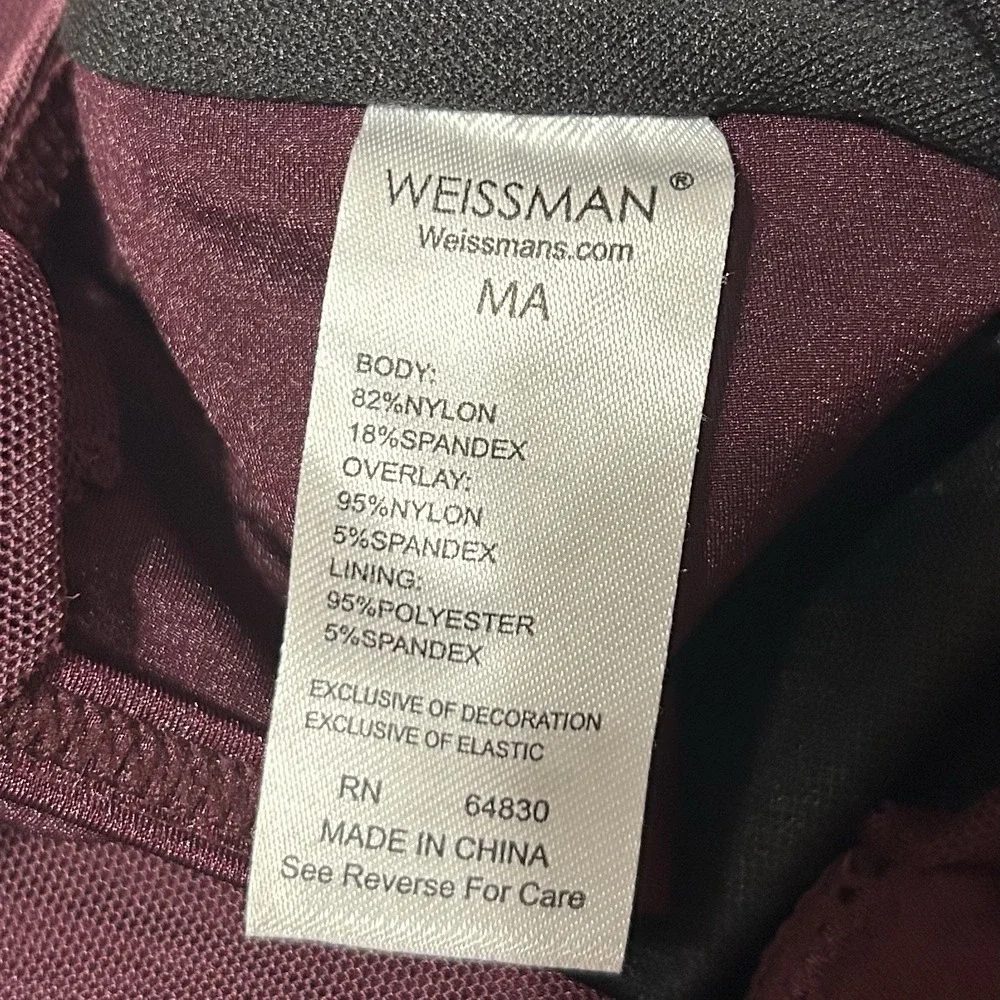 WEISSMAN®
Weissmans.com
MA
BODY:
82%NYLON
18%SPANDEX
OVERLAY:
95%NYLON
5%SPANDEX
LINING:
95%POLYESTER
5%SPANDEX
EXCLUSIVE OF DECORATION
EXCLUSIVE OF ELASTIC
RN 64830
MADE IN CHINA
See Reverse For Care